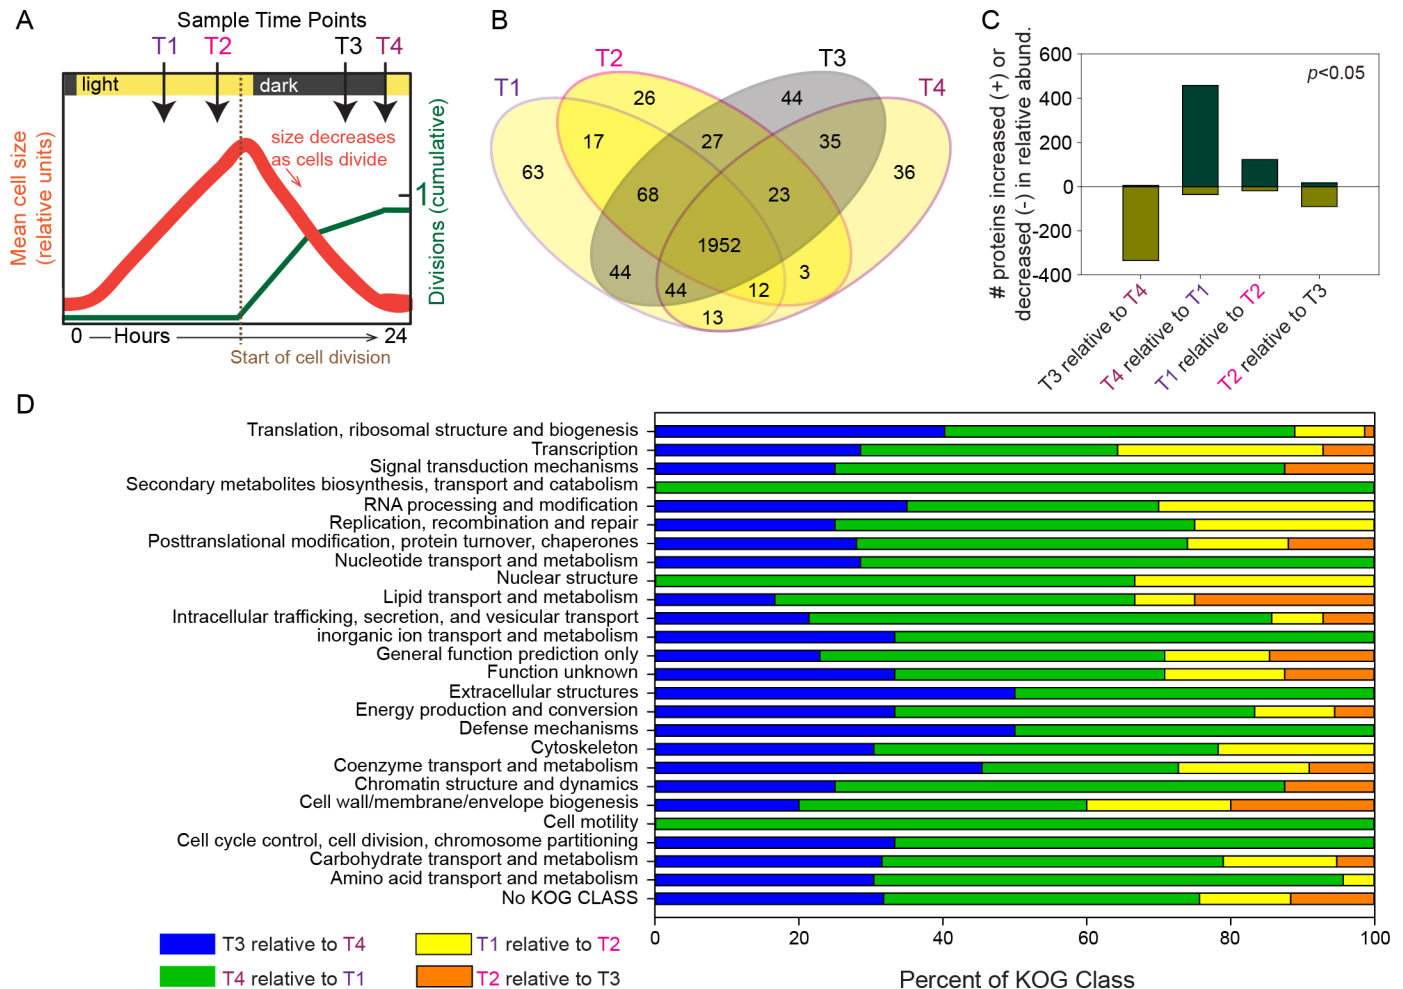 A
Sample Time Points
T1
T2
T3
T4
light
dark
size decreases
as cells divide
1
Mean cell size
(relative units)
Divisions (cumulative)
0
Hours
24
Start of cell division
B
T1
T2
T3
T4
26
44
17
27
35
63
36
68
23
1952
44
3
44
12
13
C
# proteins increased (+) or
decreased (-) in relative abund.
600
400
200
0
-200
-400
p<0.05
T3 relative to T4
T4 relative to T1
T1 relative to T2
T2 relative to T3
D
Translation, ribosomal structure and biogenesis
Transcription
Signal transduction mechanisms
Secondary metabolites biosynthesis, transport and catabolism
RNA processing and modification
Replication, recombination and repair
Posttranslational modification, protein turnover, chaperones
Nucleotide transport and metabolism
Nuclear structure
Lipid transport and metabolism
Intracellular trafficking, secretion, and vesicular transport
inorganic ion transport and metabolism
General function prediction only
Function unknown
Extracellular structures
Energy production and conversion
Defense mechanisms
Cytoskeleton
Coenzyme transport and metabolism
Chromatin structure and dynamics
Cell wall/membrane/envelope biogenesis
Cell motility
Cell cycle control, cell division, chromosome partitioning
Carbohydrate transport and metabolism
Amino acid transport and metabolism
No KOG CLASS
0
20
40
60
80
100
Percent of KOG Class
T3 relative to T4
T1 relative to T2
T4 relative to T1
T2 relative to T3